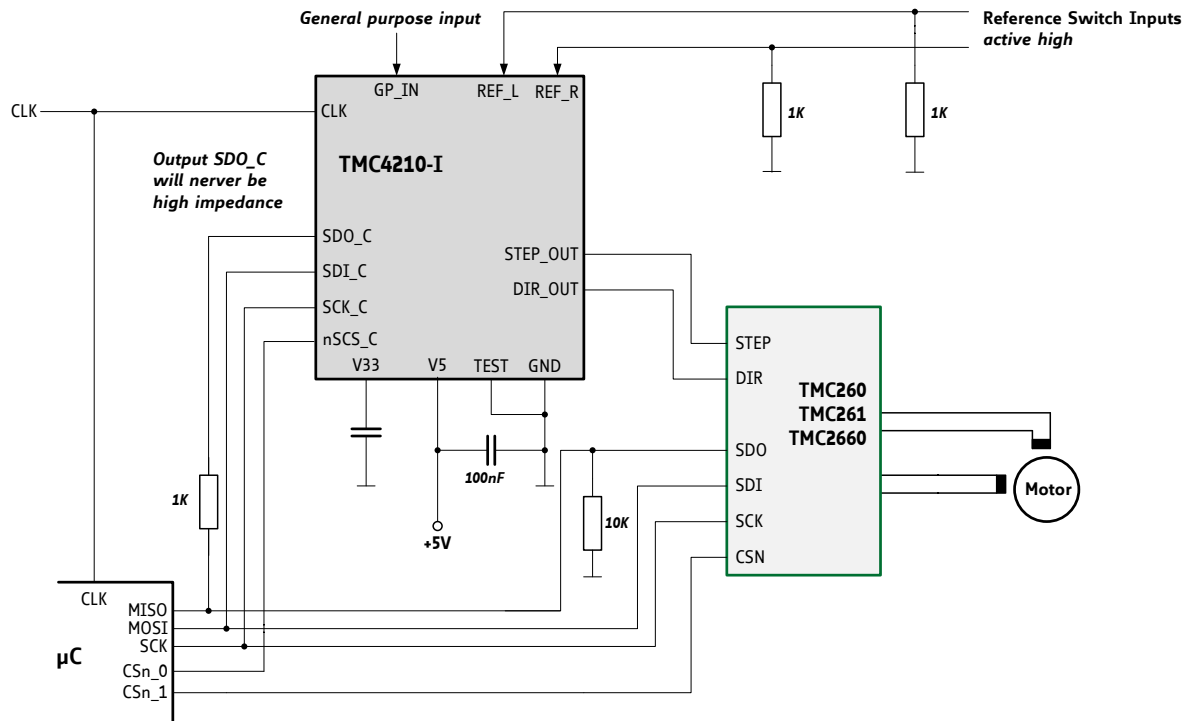 General purpose input
Reference Switch Inputs
active high
GP_IN
REF_L
REF_R
CLK
CLK
1K
1K
TMC4210-I
Output SDO_C
will nerver be
high impedance
SDO_C
STEP_OUT
SDI_C
DIR_OUT
SCK_C
nSCS_C
V33
V5
TEST
GND
STEP
DIR
TMC260
TMC261
TMC2660
SDO
100nF
SDI
Motor
1K
10K
SCK
+5V
CSN
CLK
MISO
MOSI
SCK
µC
CSn_0
CSn_1